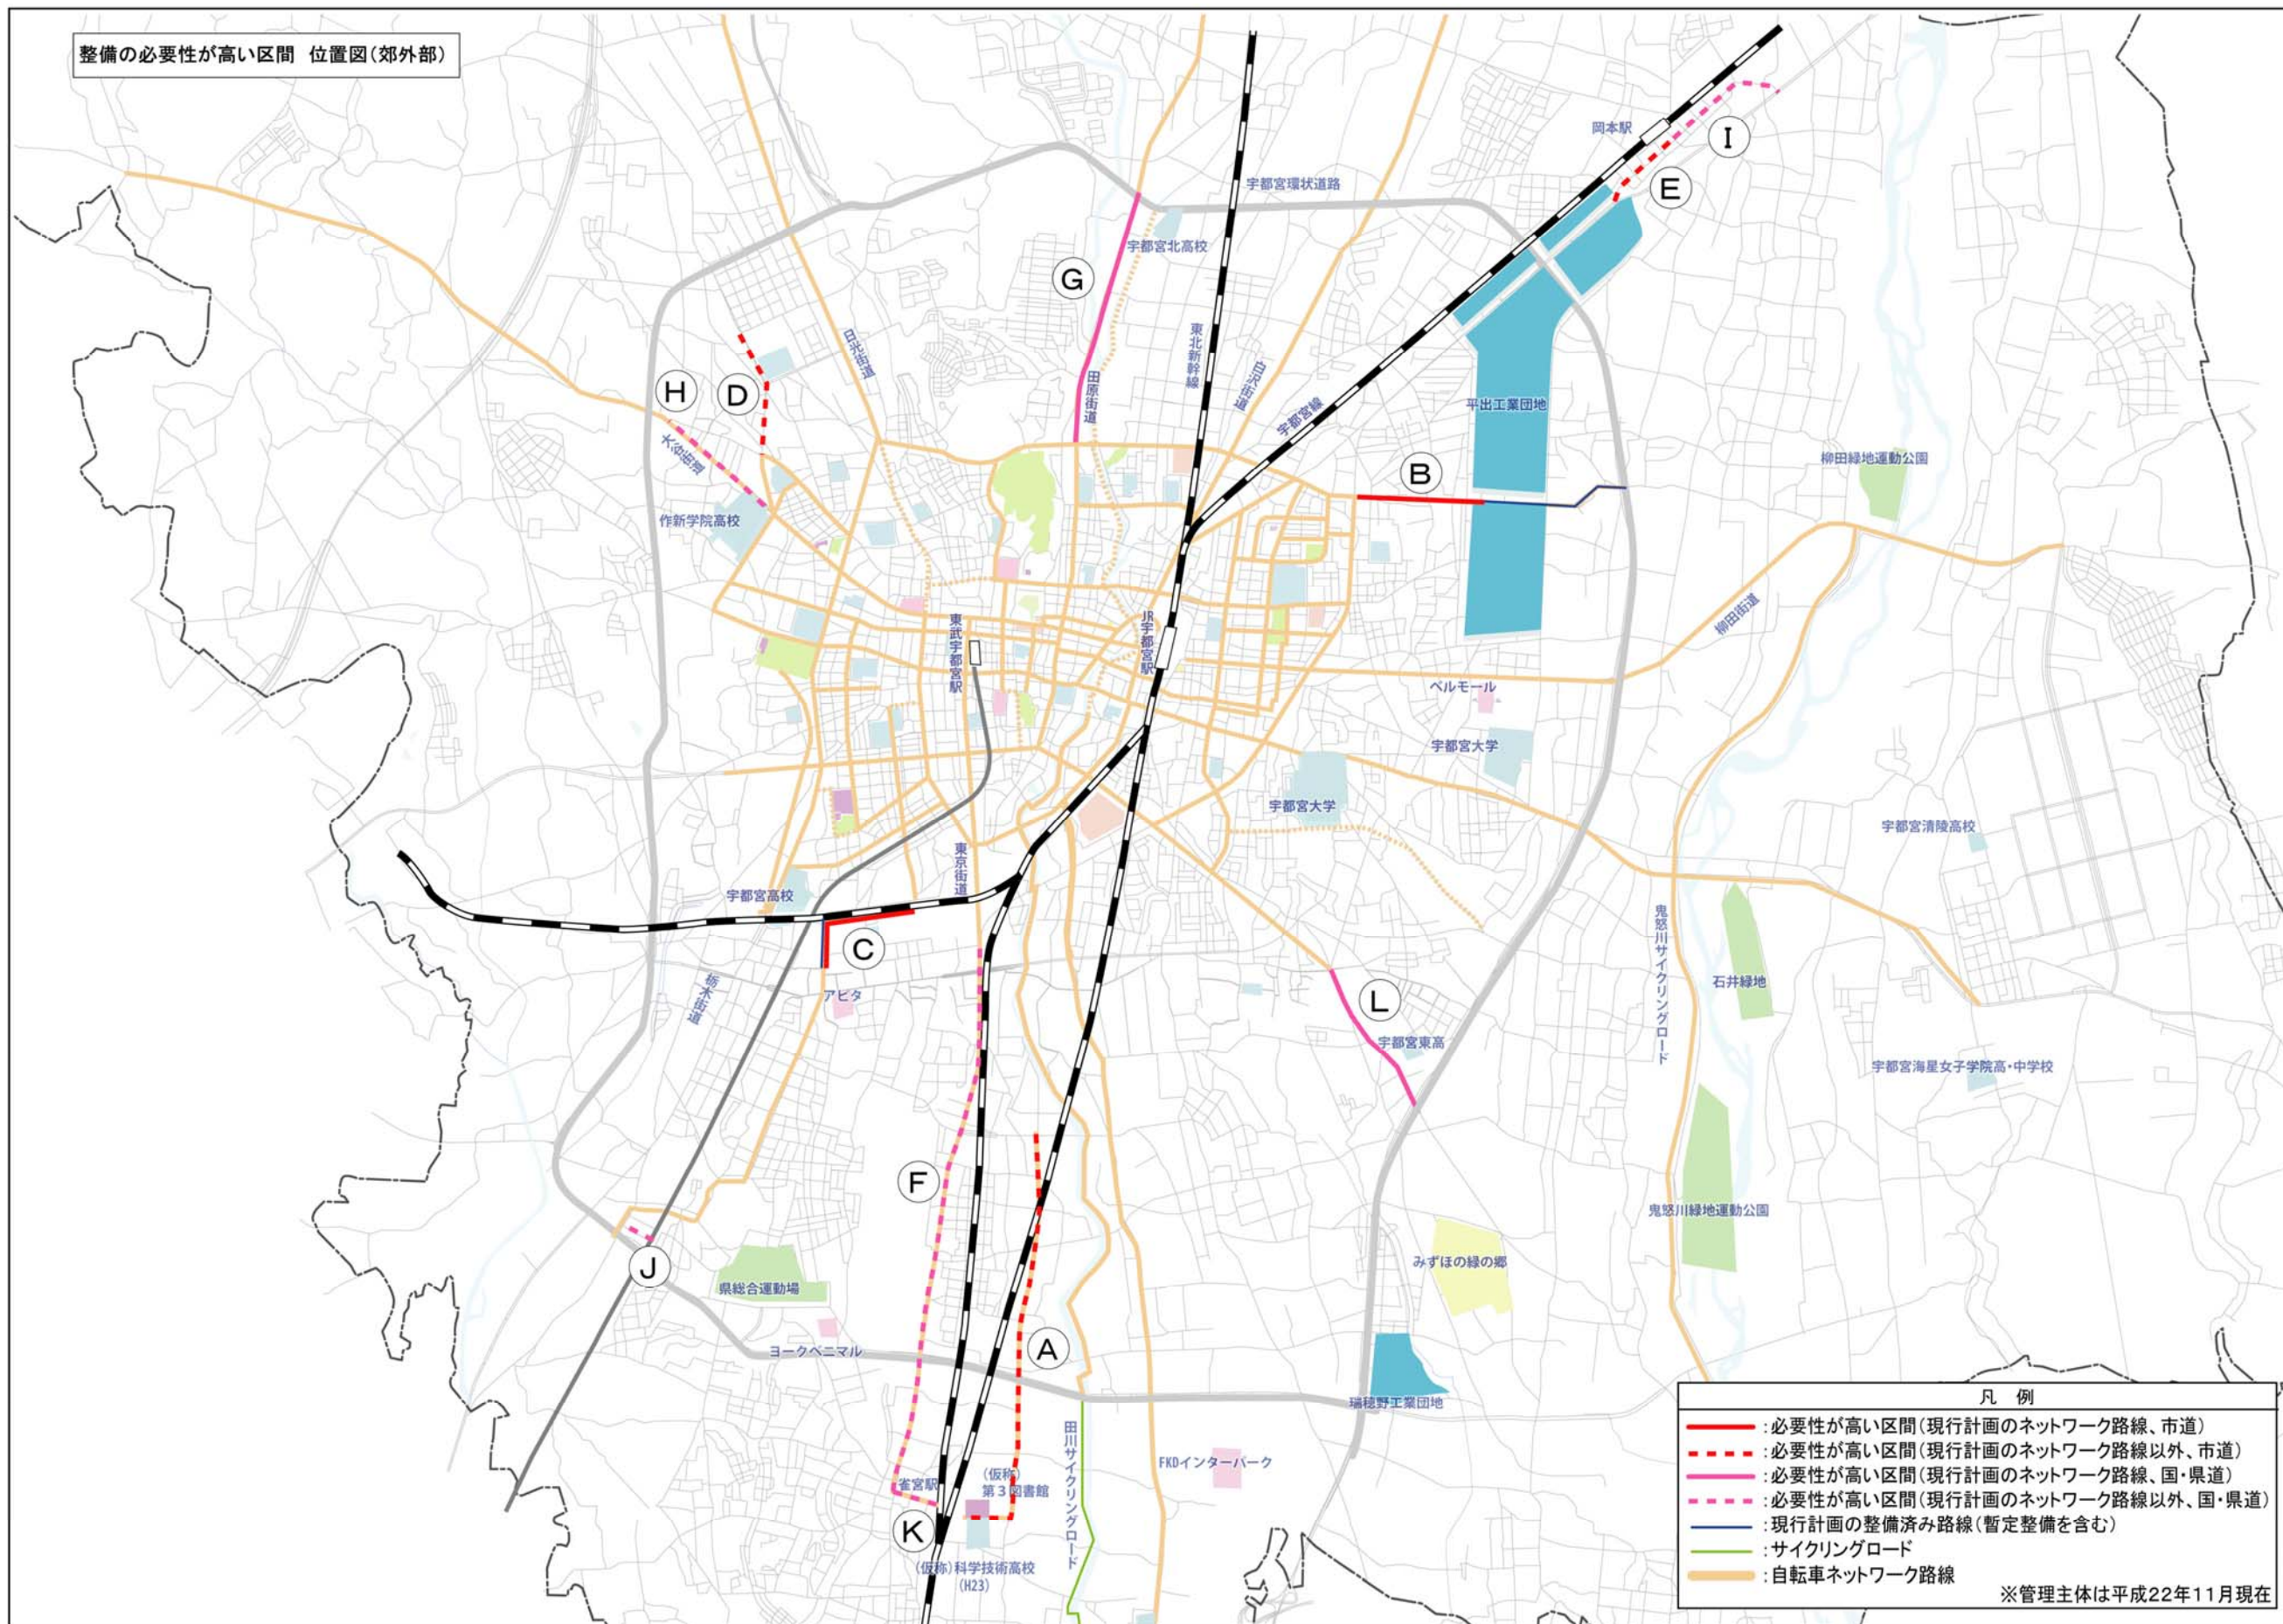 整備の必要性が高い区間 位置図(郊外部)
岡本駅
I
E
宇都宮環状道路
宇都宮北高校
G
日光街道
東北新幹線
田原街道
白沢街道
宇都宮線
平出工業団地
H
D
大谷街道
B
柳田緑地運動公園
作新学院高校
東武宇都宮駅
JR宇都宮駅
柳田街道
ベルモール
宇都宮大学
宇都宮大学
宇都宮清陵高校
東京街道
宇都宮高校
C
鬼怒川サイクリングロード
石井緑地
栃木街道
アピタ
L
宇都宮東高
宇都宮海星女子学院高・中学校
F
鬼怒川緑地運動公園
みずほの緑の郷
J
県総合運動場
A
ヨークベニマル
瑞穂野工業団地
田川サイクリングロード
FKDインターパーク
雀宮駅
(仮称)
第3図書館
K
(仮称)科学技術高校
(H23)
凡 例
:必要性が高い区間(現行計画のネットワーク路線、市道)
:必要性が高い区間(現行計画のネットワーク路線以外、市道)
:必要性が高い区間(現行計画のネットワーク路線、国・県道)
:必要性が高い区間(現行計画のネットワーク路線以外、国・県道)
:現行計画の整備済み路線(暫定整備を含む)
:サイクリングロード
:自転車ネットワーク路線
※管理主体は平成22年11月現在